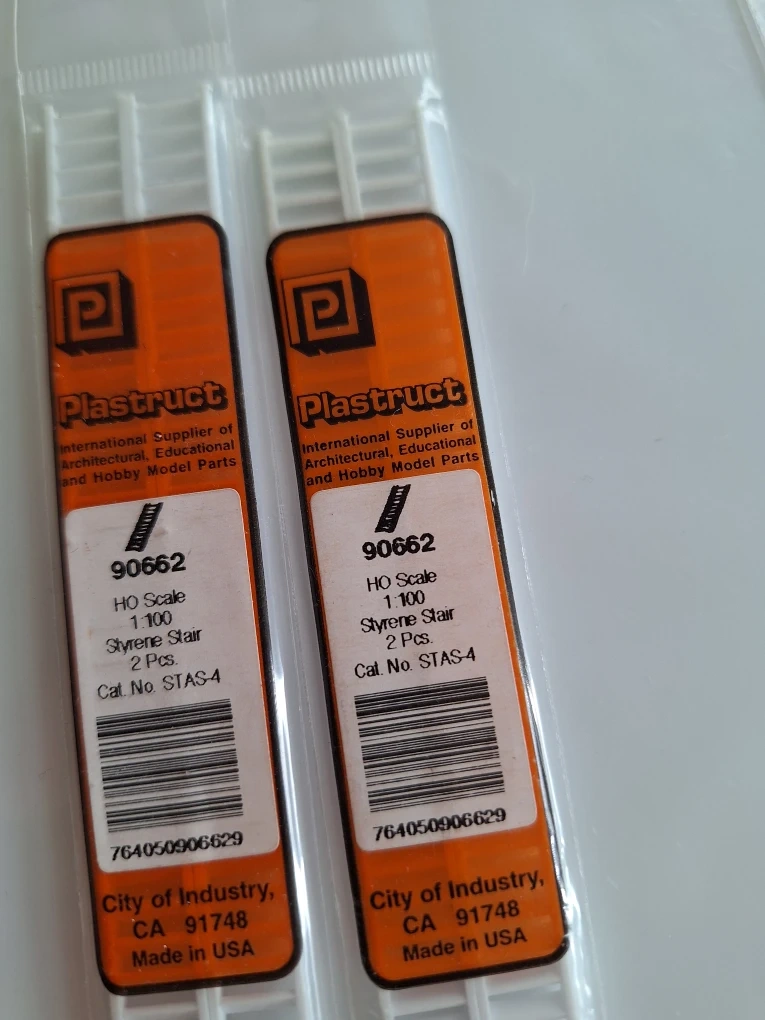 P
Plastruct
International Supplier of
Architectural, Educational
and Hobby Model Parts
90662
HO Scale
1:100
Styrene Stair
2 Pcs.
Cat. No. STAS-4
764050906629
City of Industry,
CA 91748
Made in USA
P
Plastruct
International Supplier of
Architectural, Educational
and Hobby Model Parts
90662
HO Scale
1:100
Styrene Stair
2 Pcs.
Cat. No. STAS-4
764050906629
City of Industry,
CA 91748
Made in USA